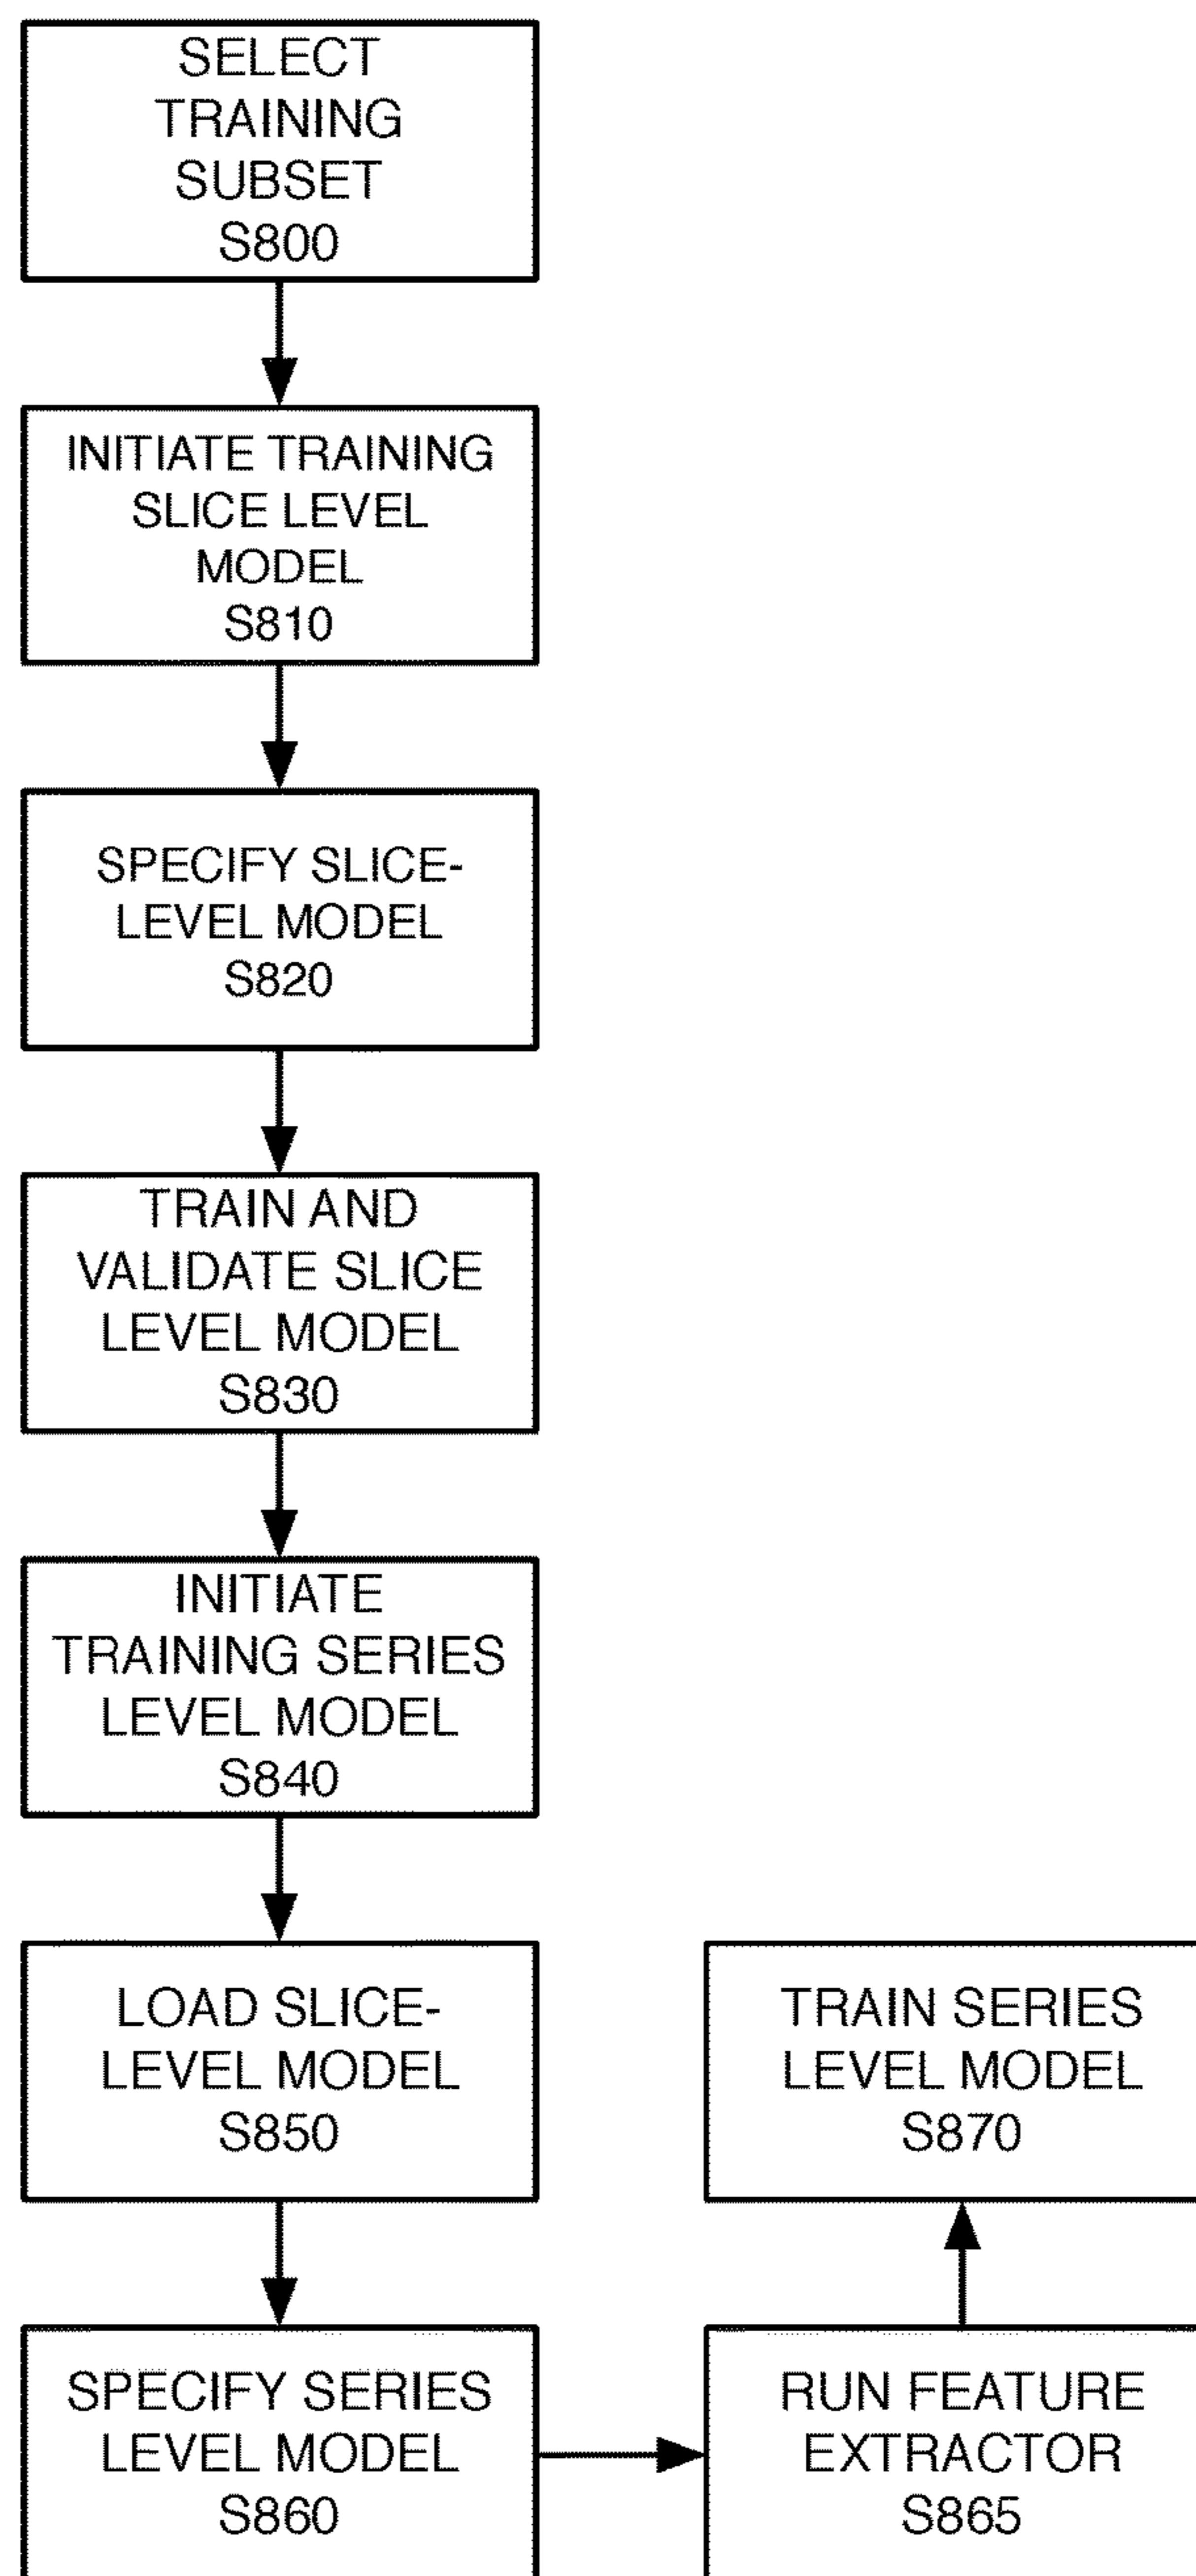 SELECT
TRAINING
SUBSET
S800
INITIATE TRAINING
SLICE LEVEL
MODEL
S810
SPECIFY SLICE-
LEVEL MODEL
S820
TRAIN AND
VALIDATE SLICE
LEVEL MODEL
S830
INITIATE
TRAINING SERIES
LEVEL MODEL
S840
LOAD SLICE-
LEVEL MODEL
S850
SPECIFY SERIES
LEVEL MODEL
S860
RUN FEATURE
EXTRACTOR
S865
TRAIN SERIES
LEVEL MODEL
S870